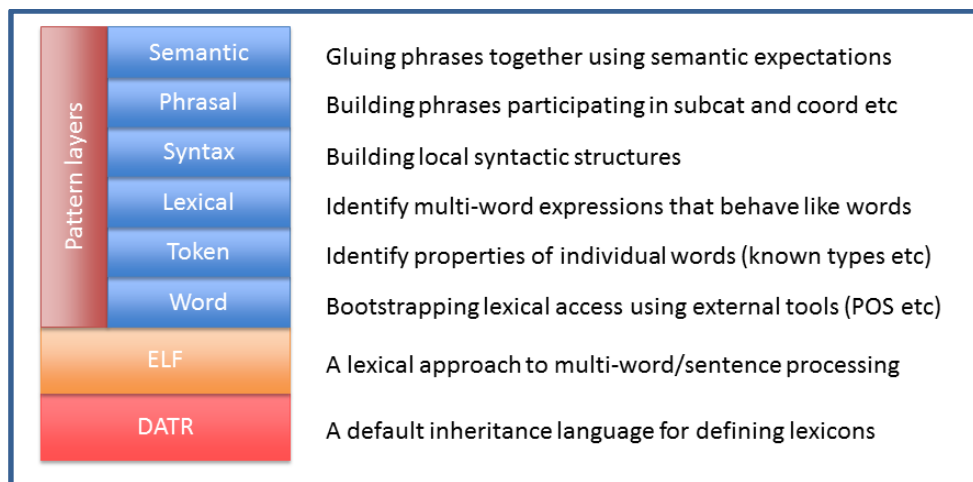 Pattern layers
Semantic Gluing phrases together using semantic expectations
Phrasal Building phrases participating in subcat and coord etc
Syntax Building local syntactic structures
Lexical Identify multi-word expressions that behave like words
Token Identify properties of individual words (known types etc)
Word Bootstrapping lexical access using external tools (POS etc)
ELF A lexical approach to multi-word/sentence processing
DATR A default inheritance language for defining lexicons